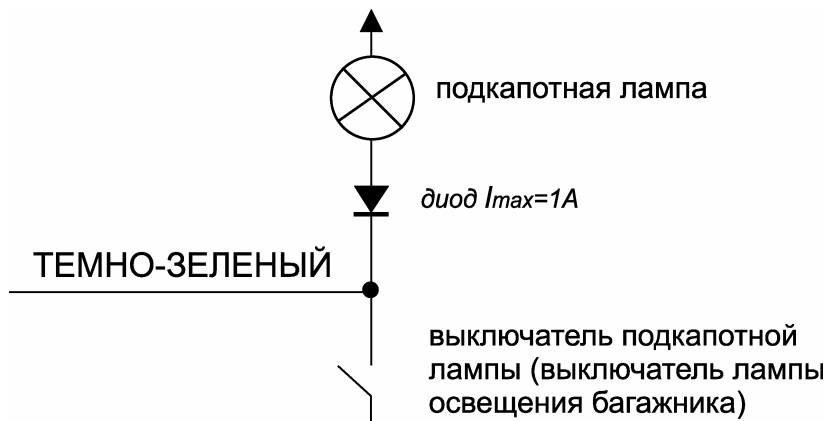 подкапотная лампа
диод Imax=1A
ТЕМНО-ЗЕЛЕНЫЙ
выключатель подкапотной
лампы (выключатель лампы
освещения багажника)